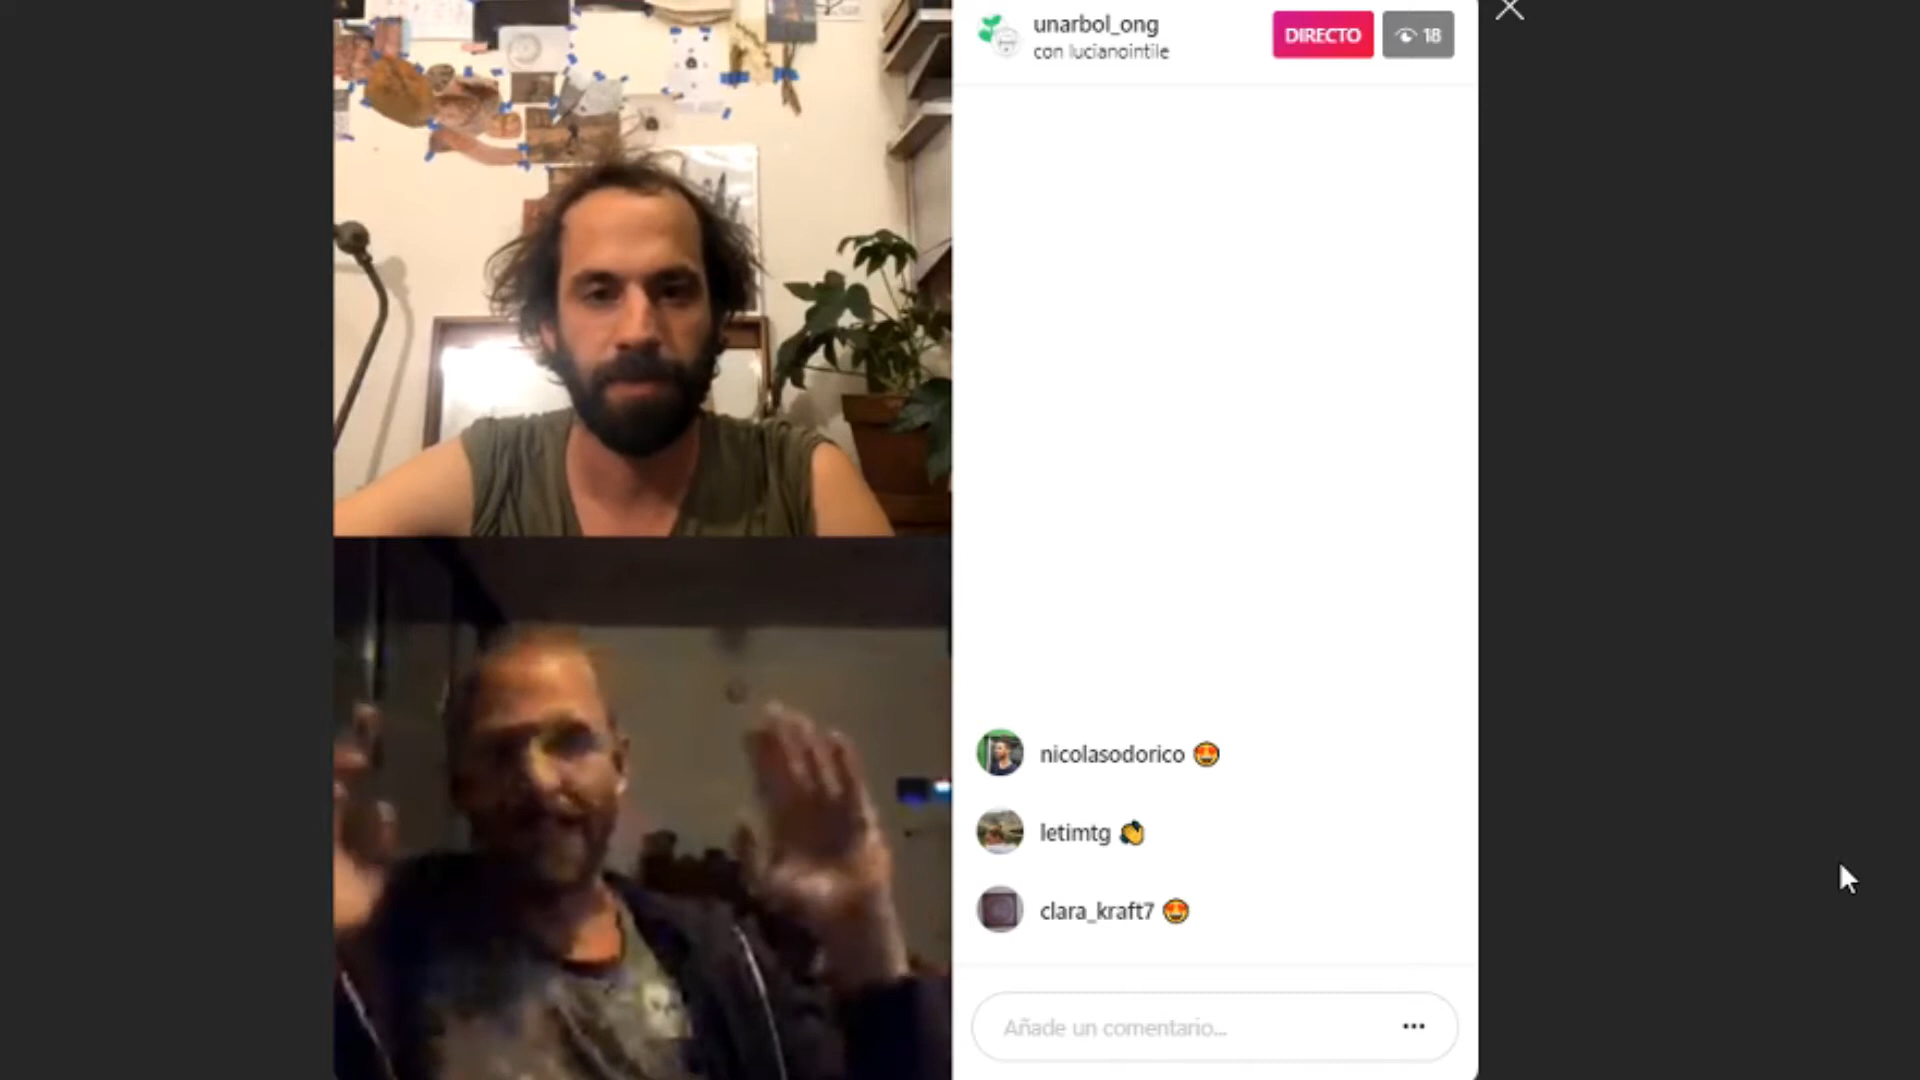 unarbol_ong
con lucianointile
DIRECTO
18
nicolasodorico 😍
letimtg 👏
clara_kraft7 😍
Añade un comentario...